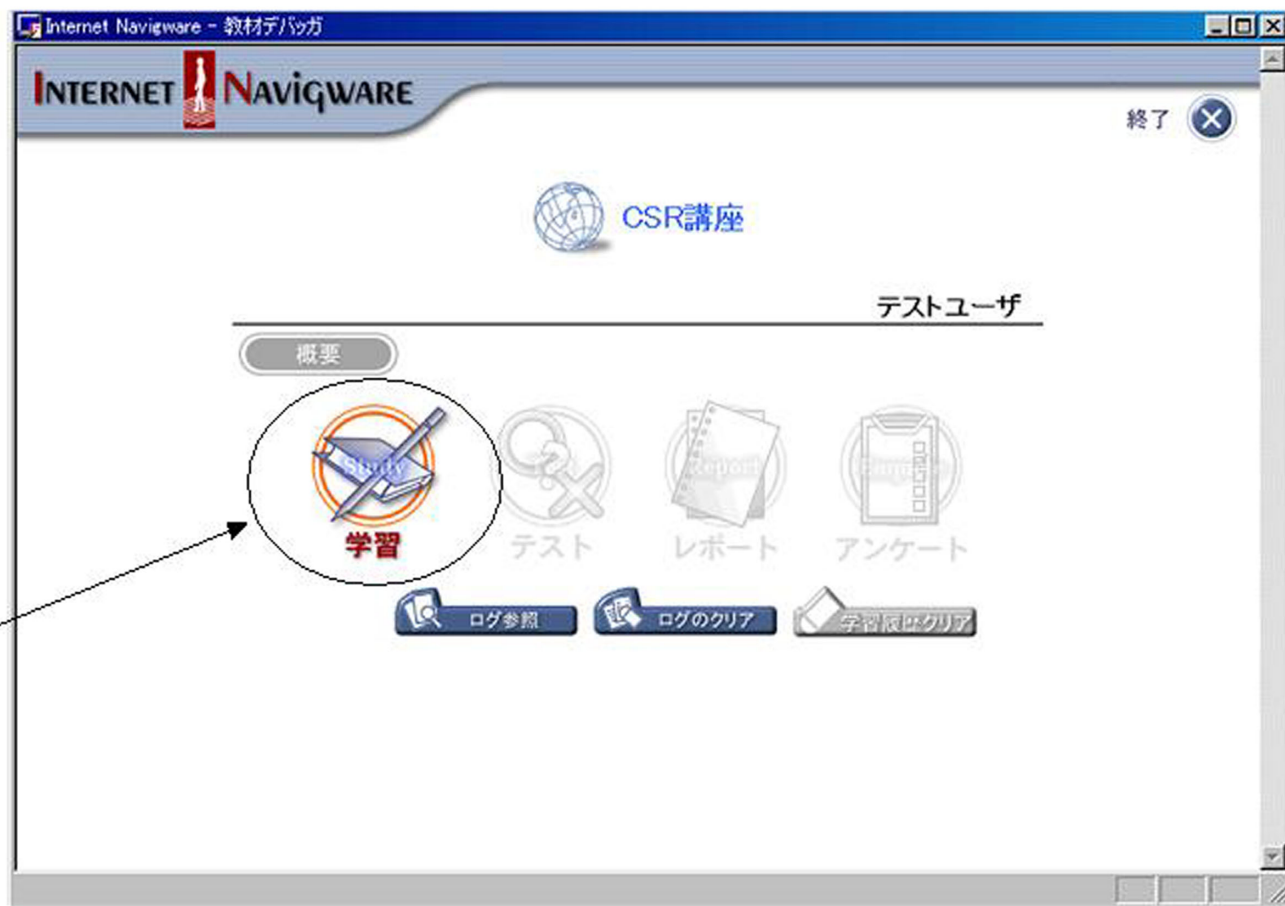 Internet Navigware - 教材デバッガ
INTERNET NAVIGWARE
終了
CSR講座
テストユーザ
概要
Study
Report
学習
テスト
レポート
アンケート
ログ参照
ログのクリア
学習履歴クリア